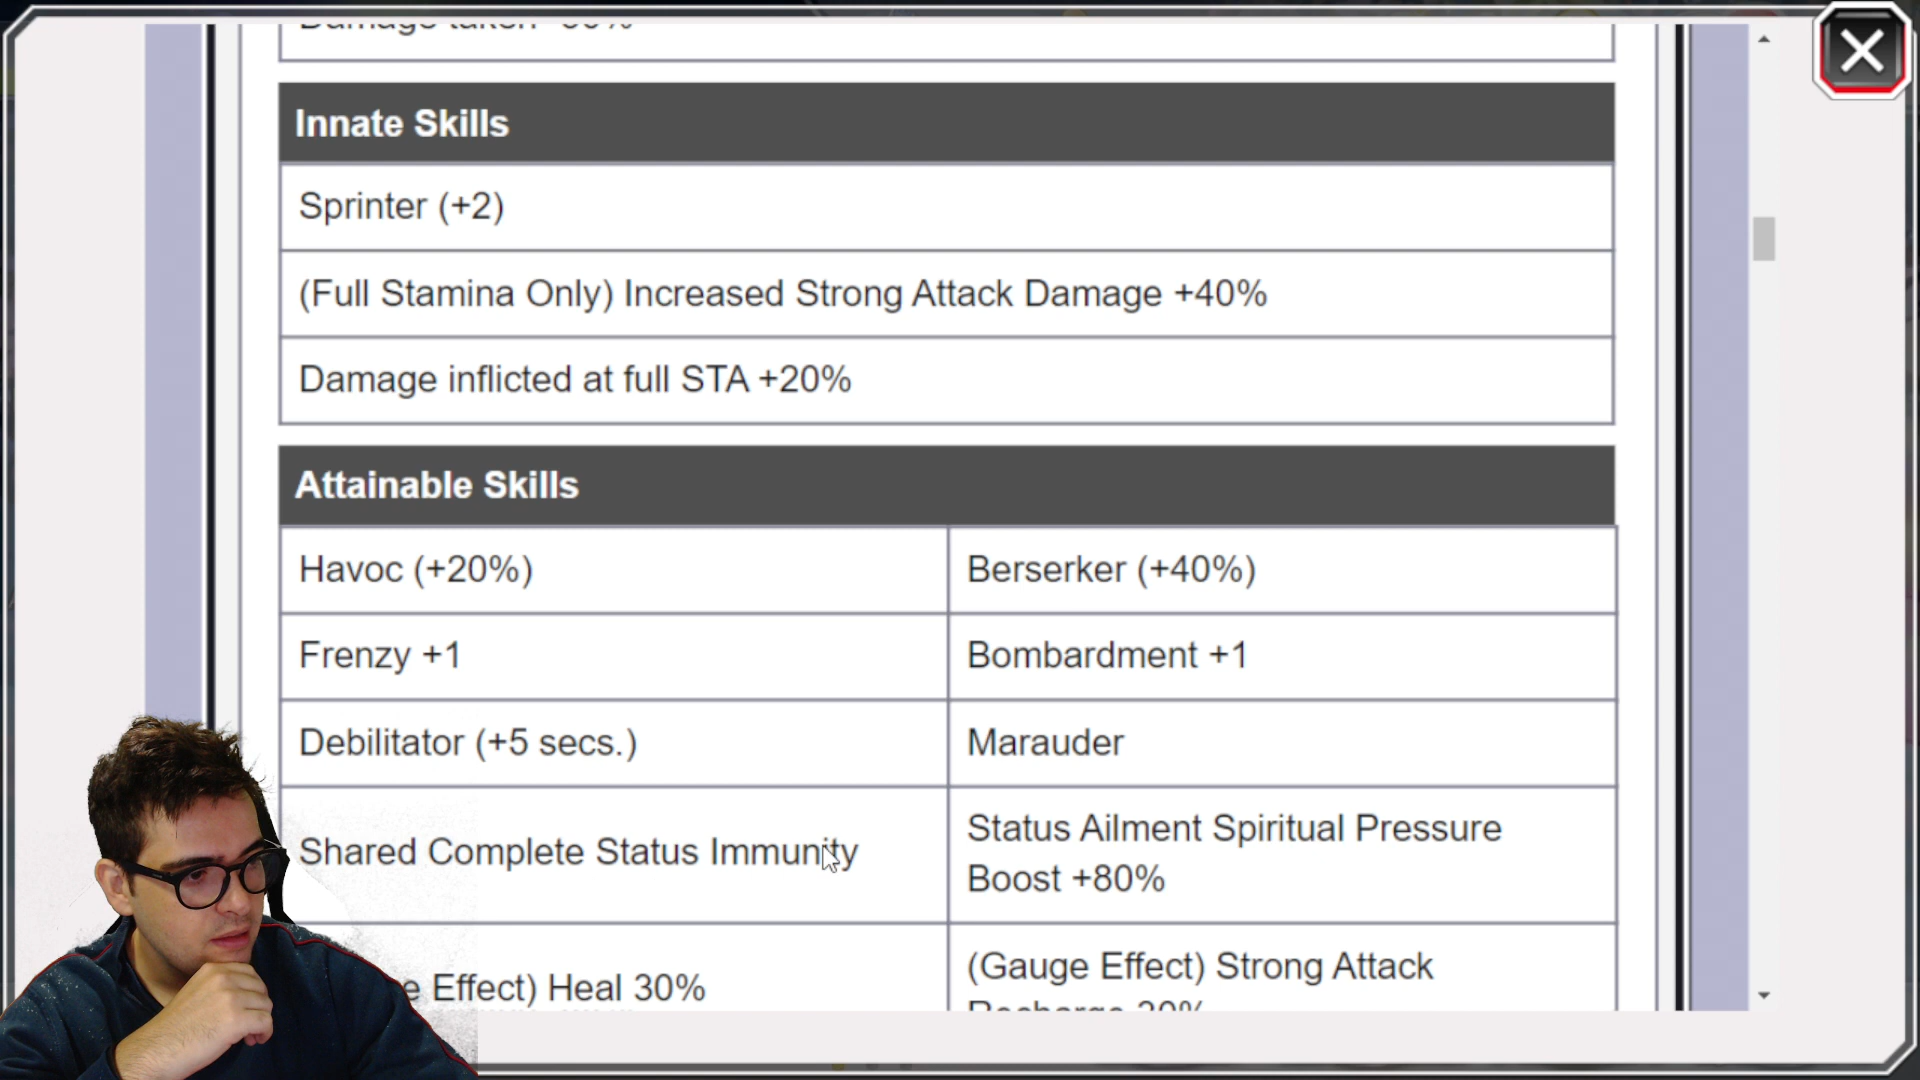 Innate Skills
Sprinter (+2)
(Full Stamina Only) Increased Strong Attack Damage +40%
Damage inflicted at full STA +20%
Attainable Skills
Havoc (+20%)
Berserker (+40%)
Frenzy +1
Bombardment +1
Debilitator (+5 secs.)
Marauder
Shared Complete Status Immunity
Status Ailment Spiritual Pressure
Boost +80%
Effect) Heal 30%
(Gauge Effect) Strong Attack